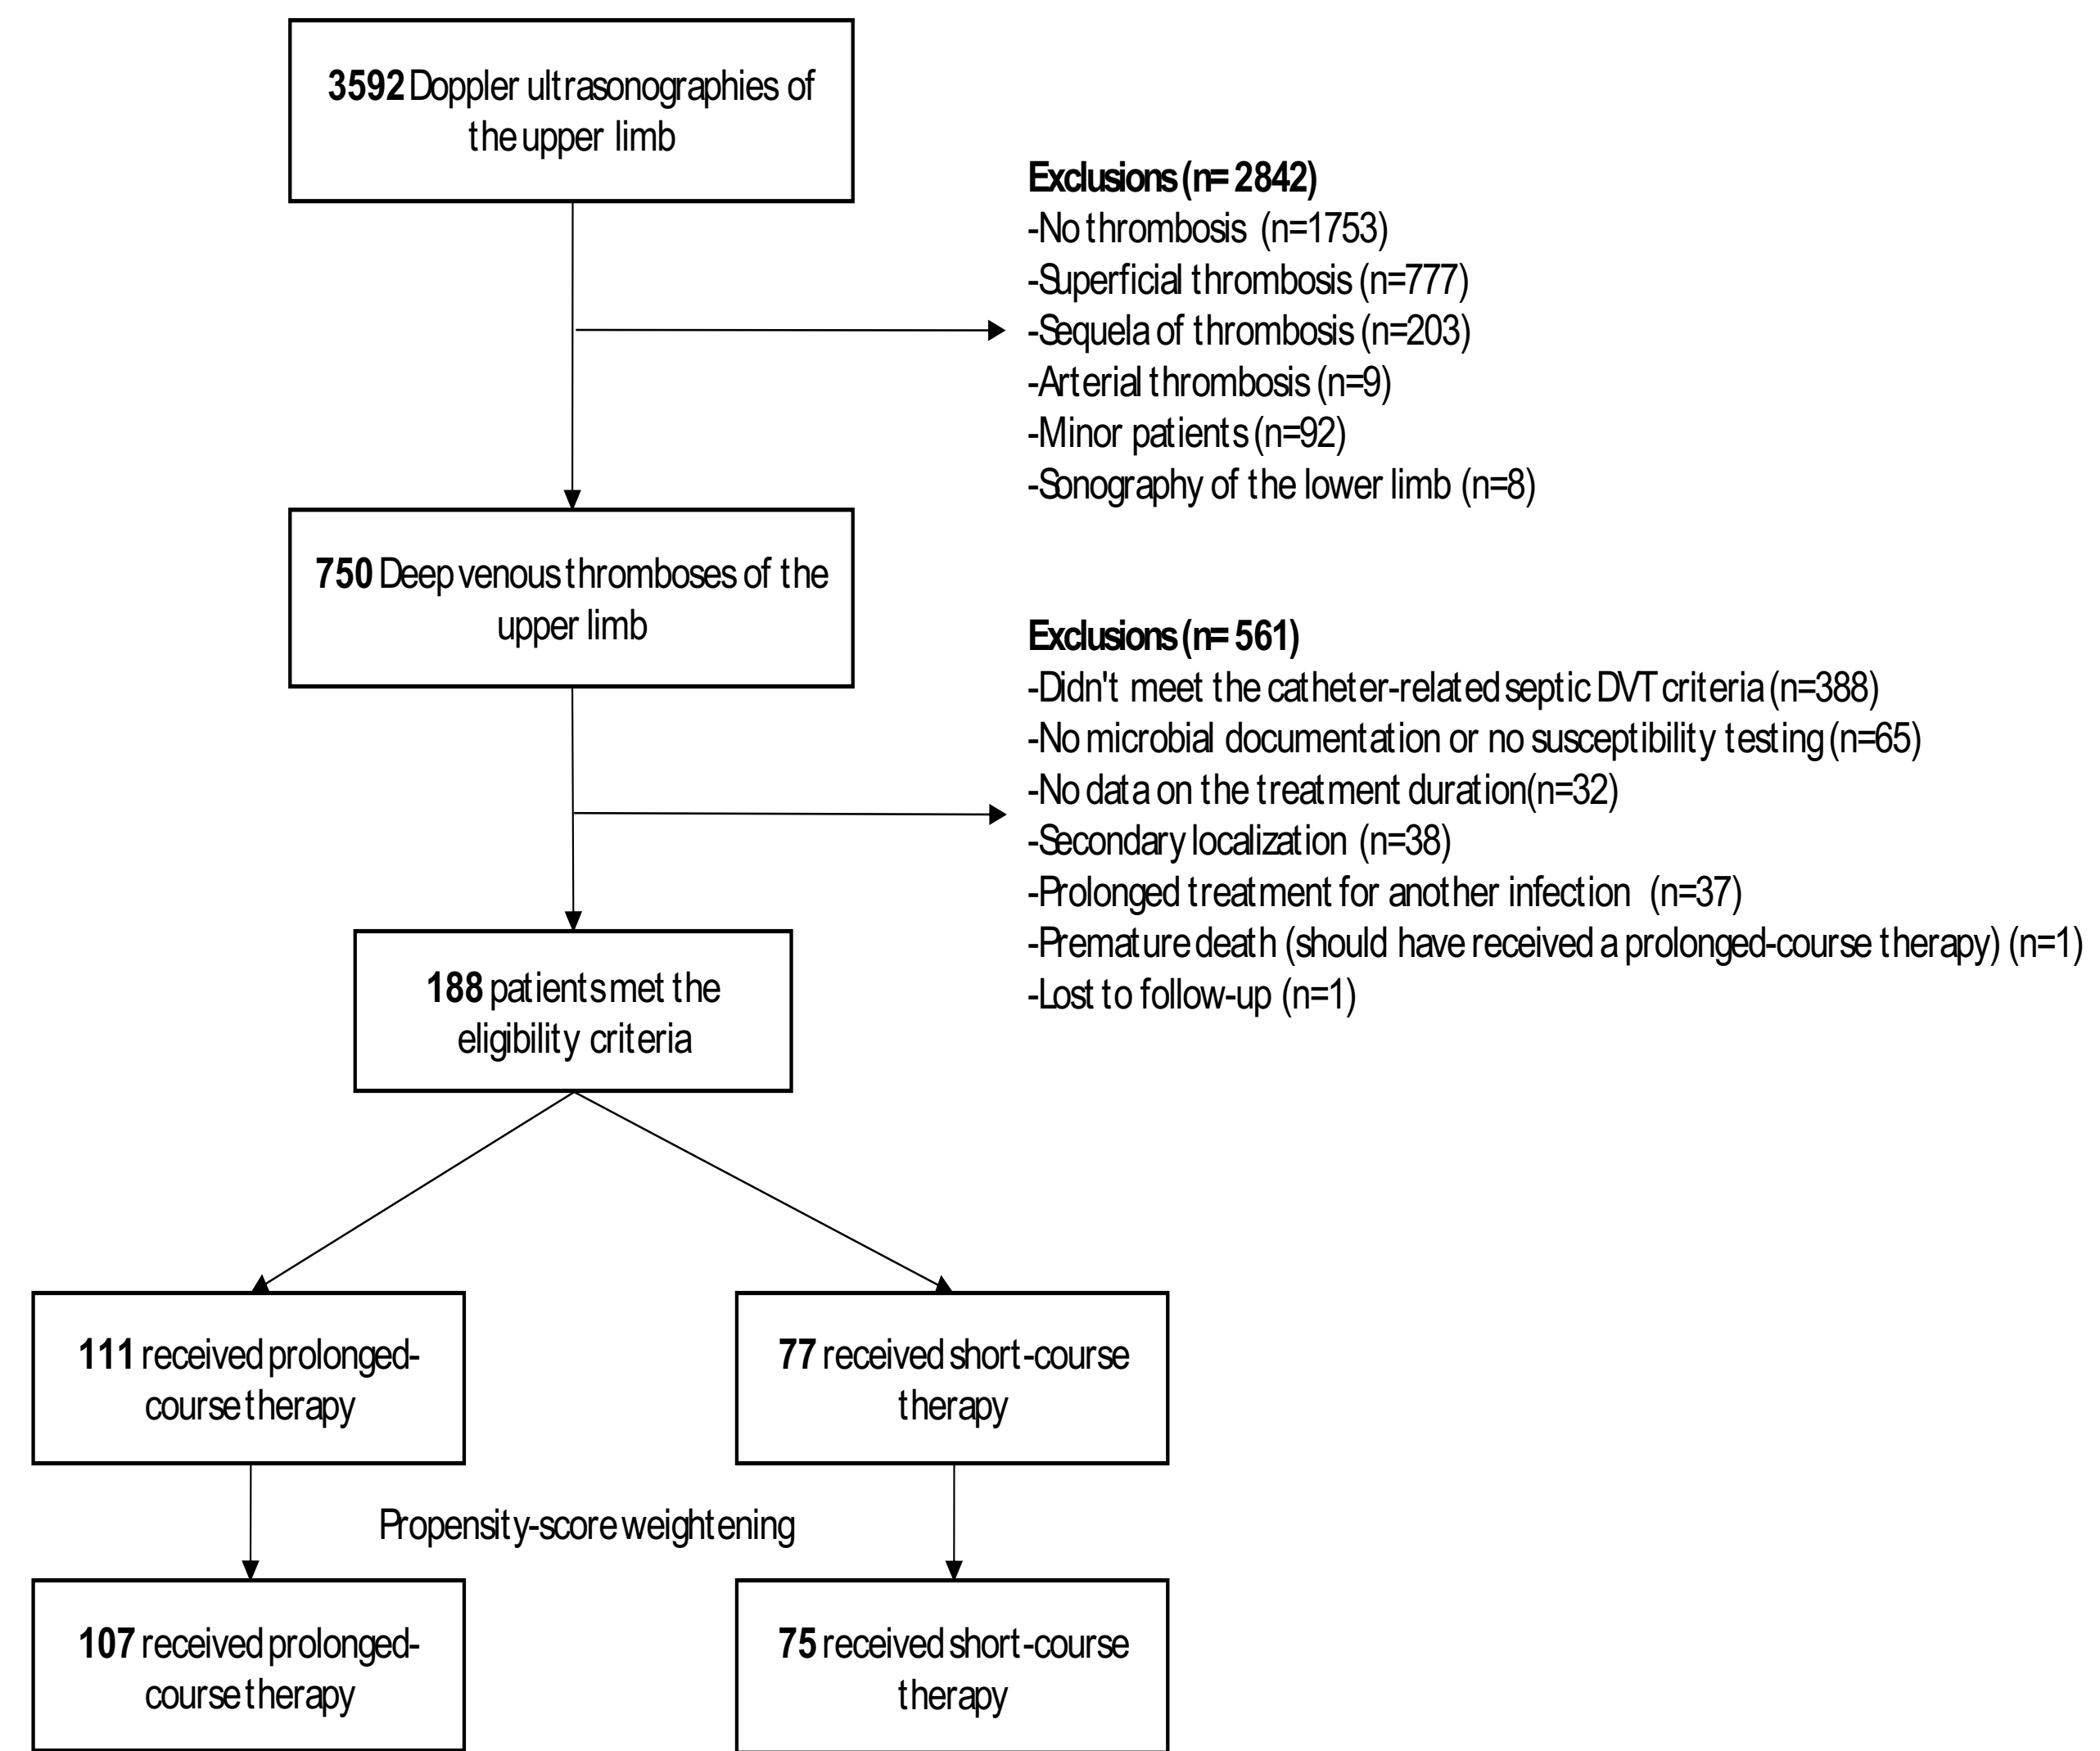 3592 Doppler ultrasonographies of
the upper limb
Exclusions (n= 2842)
-No thrombosis (n=1753)
-Superficial thrombosis (n=777)
-Sequela of thrombosis (n=203)
-Arterial thrombosis (n=9)
-Minor patients (n=92)
-Sonography of the lower limb (n=8)
750 Deep venous thromboses of the
upper limb
Exclusions (n= 561)
-Didn't meet the catheter-related septic DVT criteria (n=388)
-No microbial documentation or no susceptibility testing (n=65)
-No data on the treatment duration(n=32)
-Secondary localization (n=38)
-Prolonged treatment for another infection (n=37)
-Premature death (should have received a prolonged-course therapy) (n=1)
-Lost to follow-up (n=1)
188 patients met the
eligibility criteria
111 received prolonged-
course therapy
77 received short-course
therapy
Propensity-score weightening
107 received prolonged-
course therapy
75 received short-course
therapy